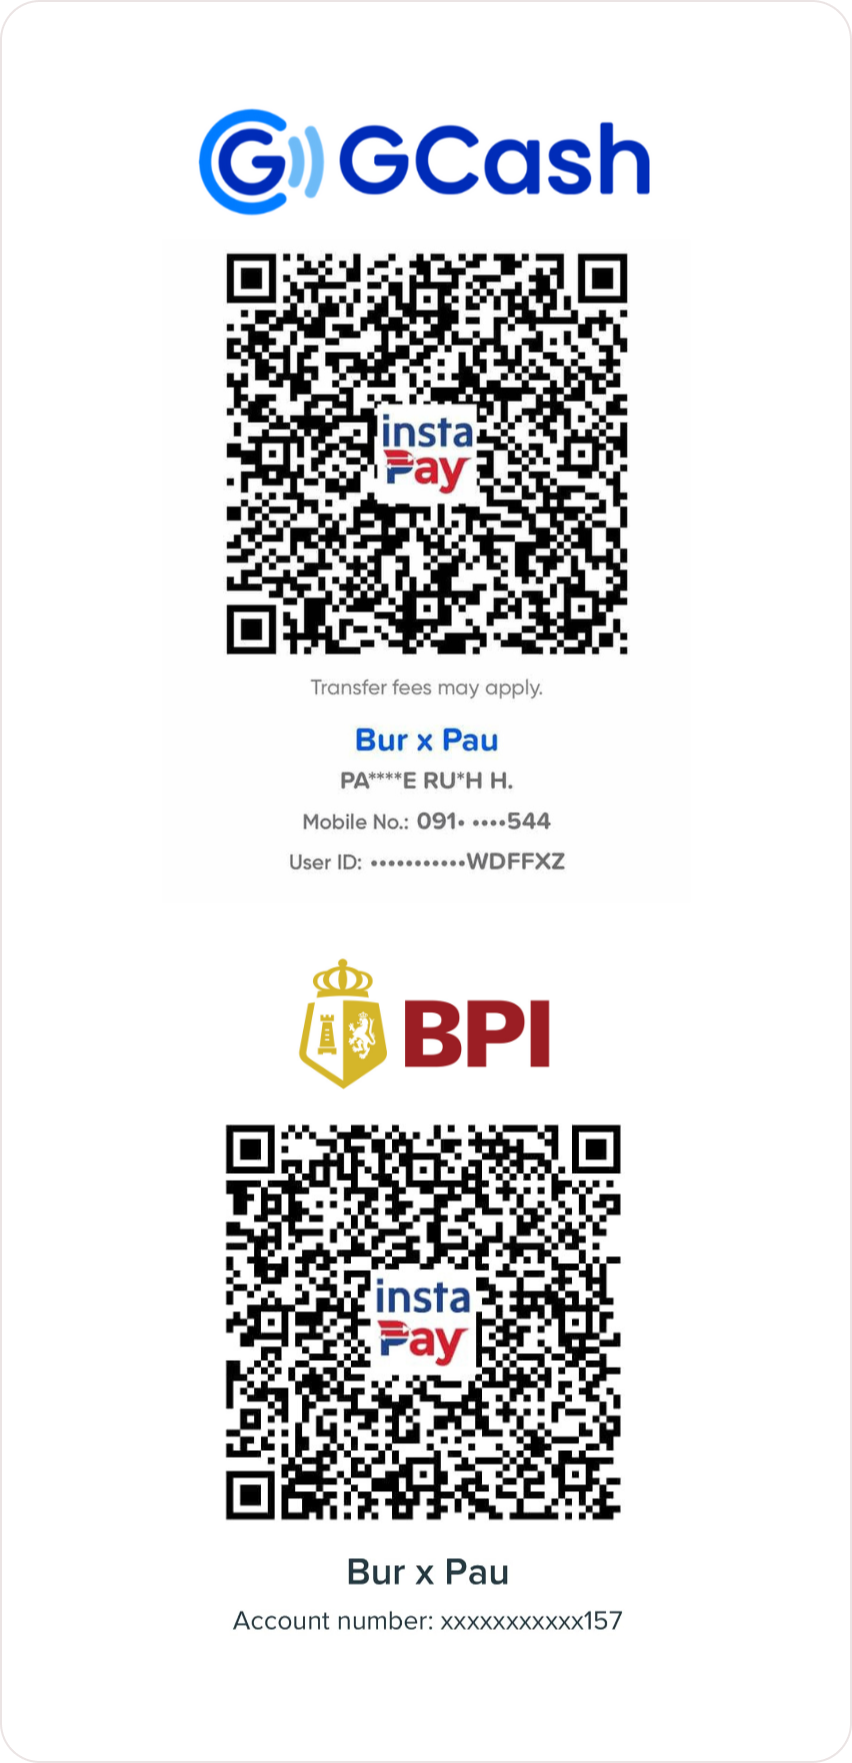 GCash
insta
Pay
Transfer fees may apply.
Bur x Pau
PA****E RU*H H.
Mobile No.: 091• ••••544
User ID: •••••••••••WDFFXZ
BPI
insta
Pay
Bur x Pau
Account number: xxxxxxxxxxx157